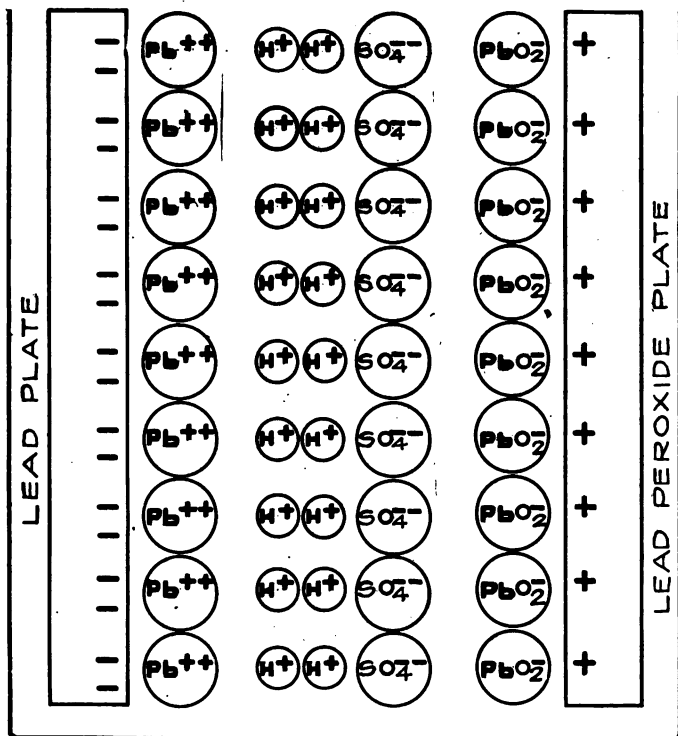 LEAD PLATE
Pb++ H+ H+ SO4-- PbO2- +
Pb++ H+ H+ SO4-- PbO2- +
Pb++ H+ H+ SO4-- PbO2- +
Pb++ H+ H+ SO4-- PbO2- +
Pb++ H+ H+ SO4-- PbO2- +
Pb++ H+ H+ SO4-- PbO2- +
Pb++ H+ H+ SO4-- PbO2- +
Pb++ H+ H+ SO4-- PbO2- +
Pb++ H+ H+ SO4-- PbO2- +
LEAD PEROXIDE PLATE